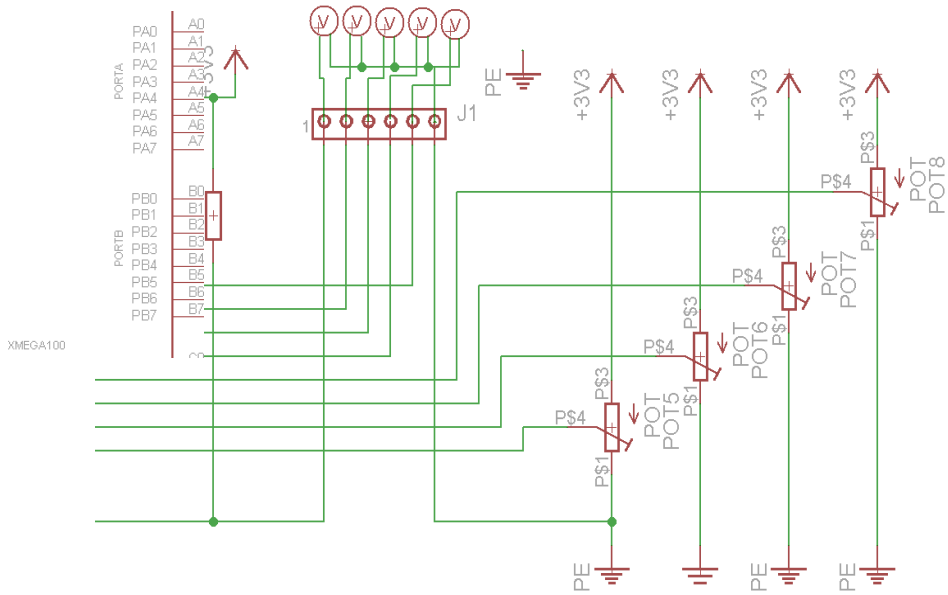 PORTA
PA0
PA1
PA2
PA3
PA4
PA5
PA6
PA7
A0
A1
A2
A3
A4
A5
A6
A7
+3V3
PORTB
PB0
PB1
PB2
PB3
PB4
PB5
PB6
PB7
B0
B1
B2
B3
B4
B5
B6
B7
XMEGA100
V
V
V
V
V
1
J1
PE
+3V3
+3V3
+3V3
+3V3
P$3
P$4
P$1
POT
POT8
P$3
P$4
P$1
POT
POT7
P$3
P$4
P$1
POT
POT6
P$3
P$4
P$1
POT
POT5
PE
PE
PE